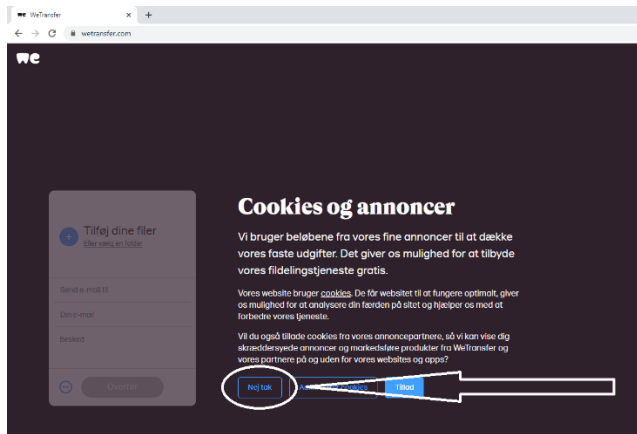 we WeTransfer
wetransfer.com
we
Tilføj dine filer
Eller vælg en folder
Send e-mail til
Din e-mail
Besked
Overfør
Cookies og annoncer
Vi bruger beløbene fra vores fine annoncer til at dække
vores faste udgifter. Det giver os mulighed for at tilbyde
vores fildelingstjeneste gratis.
Vores website bruger cookies. De får websitet til at fungere optimalt, giver
os mulighed for at analysere din færden på sitet og hjælper os med at
forbedre vores tjeneste.
Vil du også tillade cookies fra vores annoncepartnere, så vi kan vise dig
skræddersyede annoncer og markedsføre produkter fra WeTransfer og
vores partnere på og uden for vores websites og apps?
Nej tak
Tillad